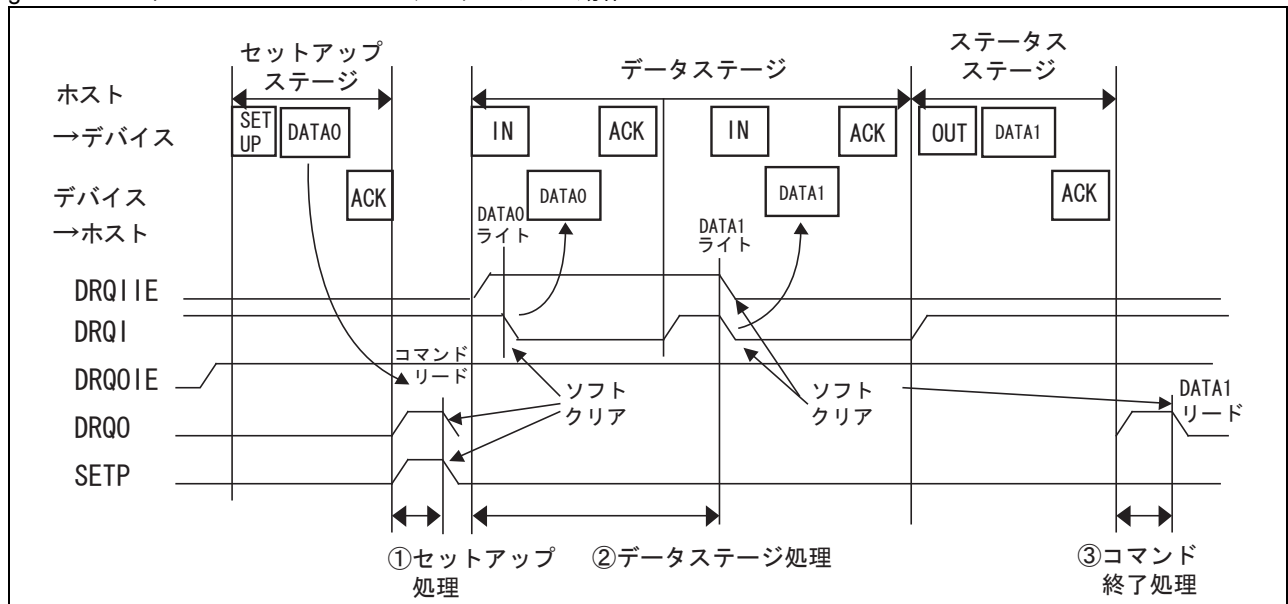 セットアップ
ステージ
データステージ
ステータス
ステージ
ホスト
→デバイス
SET
UP
DATA0
IN
ACK
IN
ACK
OUT
DATA1
デバイス
→ホスト
ACK
DATA0
ライト
DATA0
DATA1
ライト
DATA1
ACK
DRQIIE
DRQI
コマンド
リード
DRQOIE
ソフト
クリア
ソフト
クリア
DATA1
リード
DRQO
SETP
①セットアップ
処理
②データステージ処理
③コマンド
終了処理